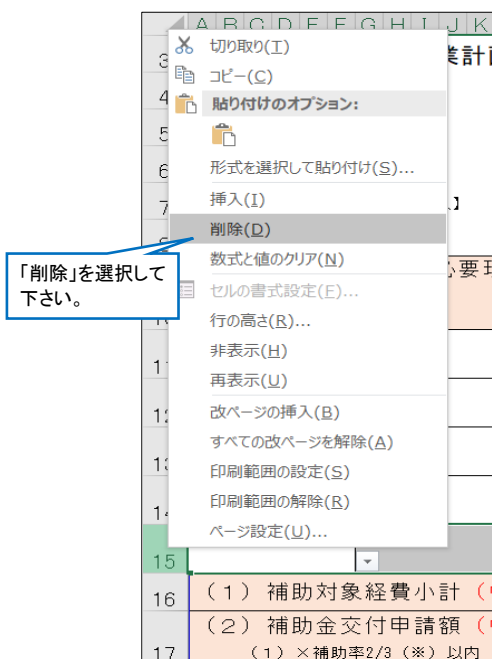 A B C D E F G H I J K
3
業計
切り取り(T)
コピー(C)
4
貼り付けのオプション:
5
6
形式を選択して貼り付け(S)...
7
挿入(I)
】
削除(D)
数式と値のクリア(N)
必要理
「削除」を選択して
下さい。
セルの書式設定(F)...
行の高さ(R)...
非表示(H)
再表示(U)
改ページの挿入(B)
すべての改ページを解除(A)
印刷範囲の設定(S)
印刷範囲の解除(R)
ページ設定(U)...
15
16
(1) 補助対象経費小計 (
(2) 補助金交付申請額 (
17
(1)×補助率2/3(※)以内